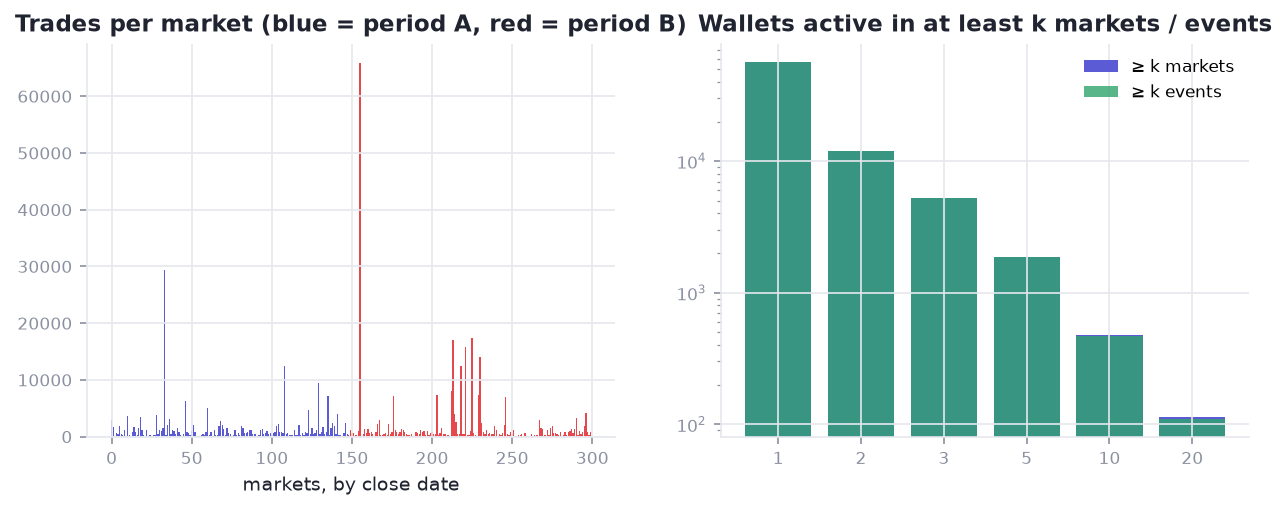 Trades per market (blue = period A, red = period B)
60000
50000
40000
30000
20000
10000
0
0 50 100 150 200 250 300
markets, by close date
Wallets active in at least k markets / events
≥ k markets
≥ k events
10⁴
10³
10²
1 2 3 5 10 20